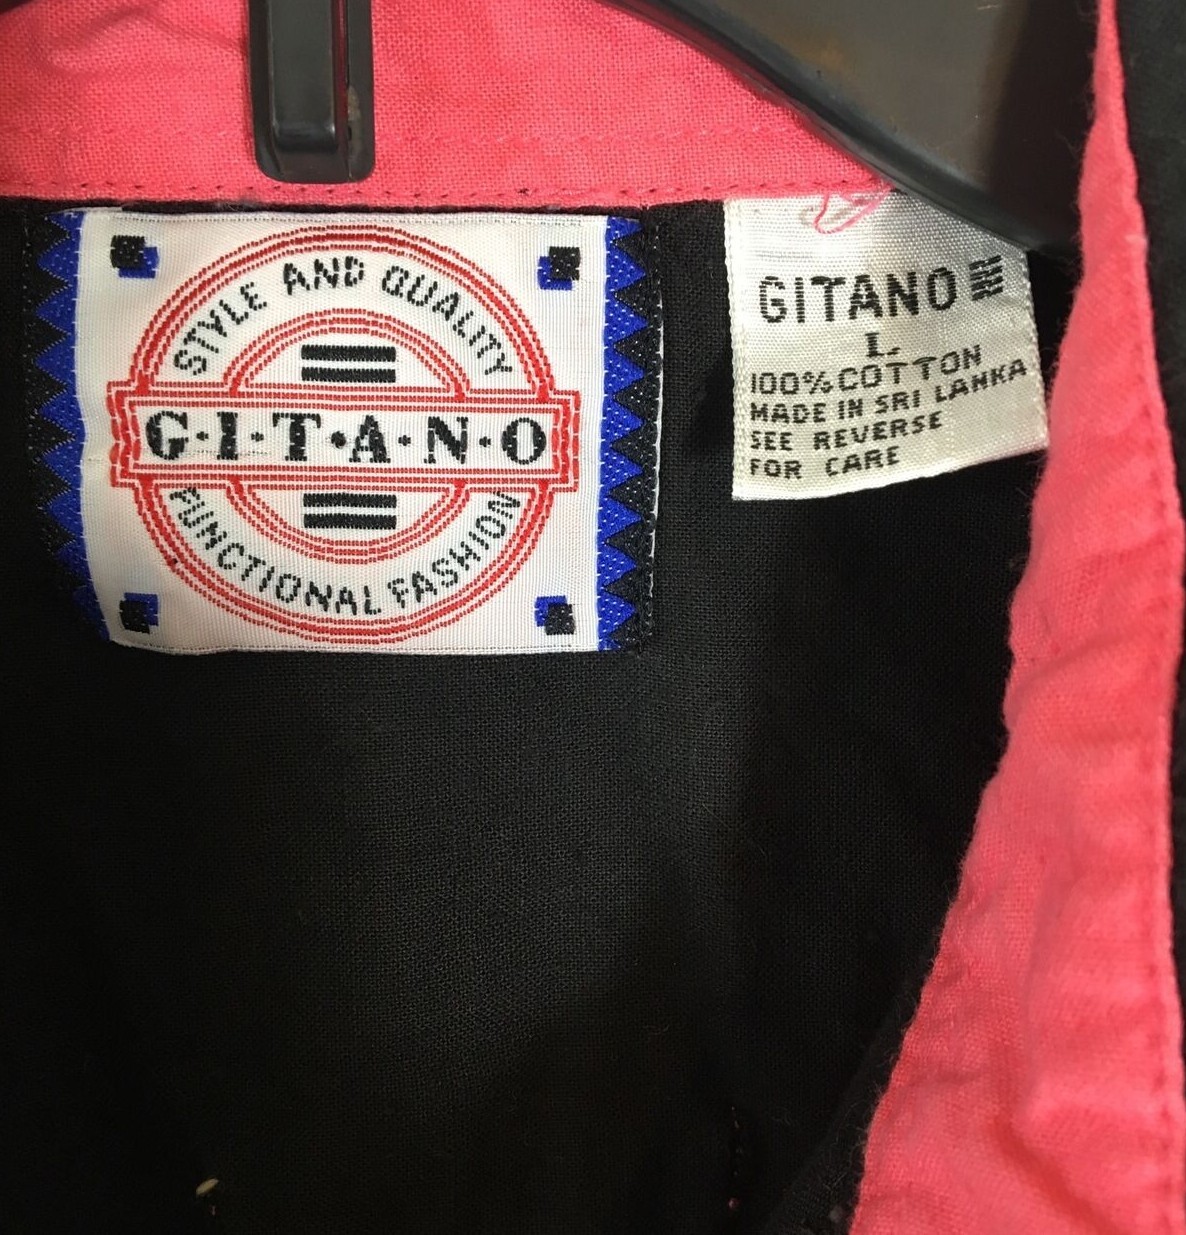 STYLE AND QUALITY
G·I·T·A·N·O
FUNCTIONAL FASHION
GITANO
L.
100% COTTON
MADE IN SRI LANKA
SEE REVERSE
FOR CARE